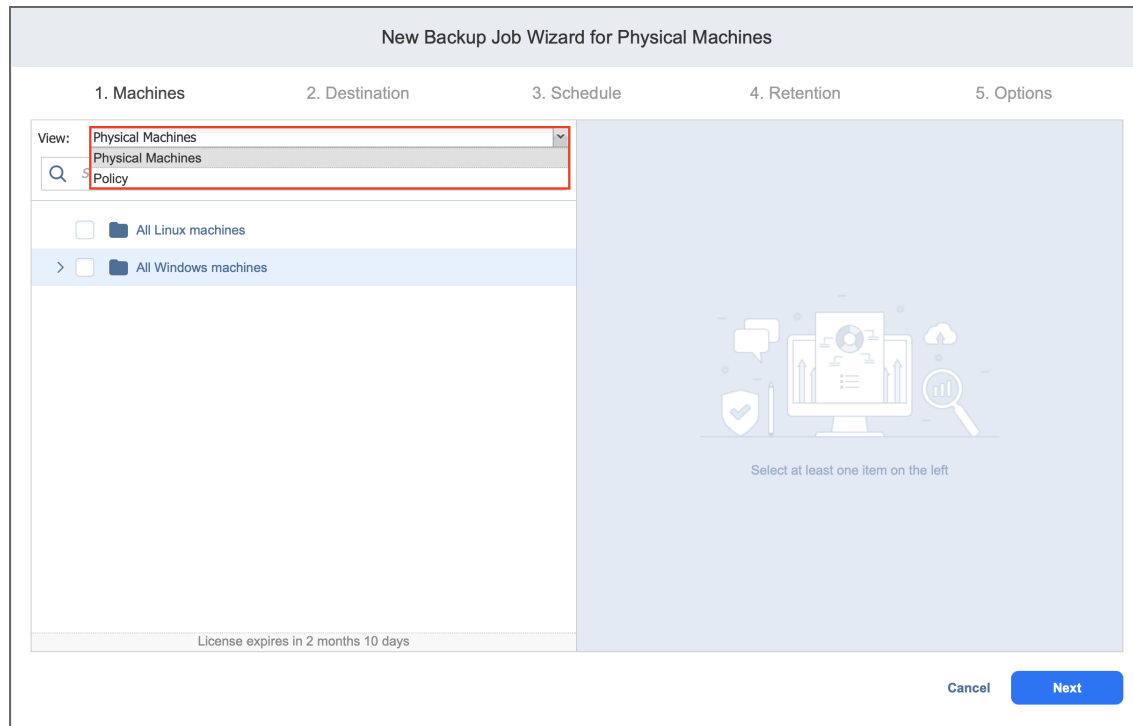 New Backup Job Wizard for Physical Machines
1. Machines 2. Destination 3. Schedule 4. Retention 5. Options
View: Physical Machines
Physical Machines
Policy
All Linux machines
All Windows machines
Select at least one item on the left
License expires in 2 months 10 days
Cancel Next